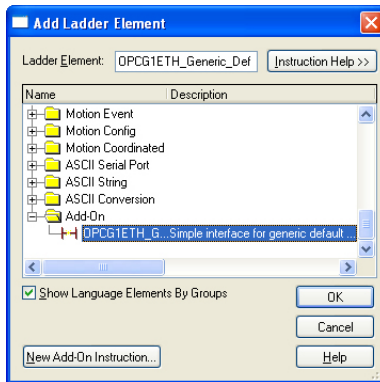 Add Ladder Element
Ladder Element: OPCG1ETH_Generic_Def Instruction Help >>
Name Description
Motion Event
Motion Config
Motion Coordinated
ASCII Serial Port
ASCII String
ASCII Conversion
Add-On
OPCG1ETH_G...Simple interface for generic default ...
Show Language Elements By Groups
OK
Cancel
New Add-On Instruction... Help